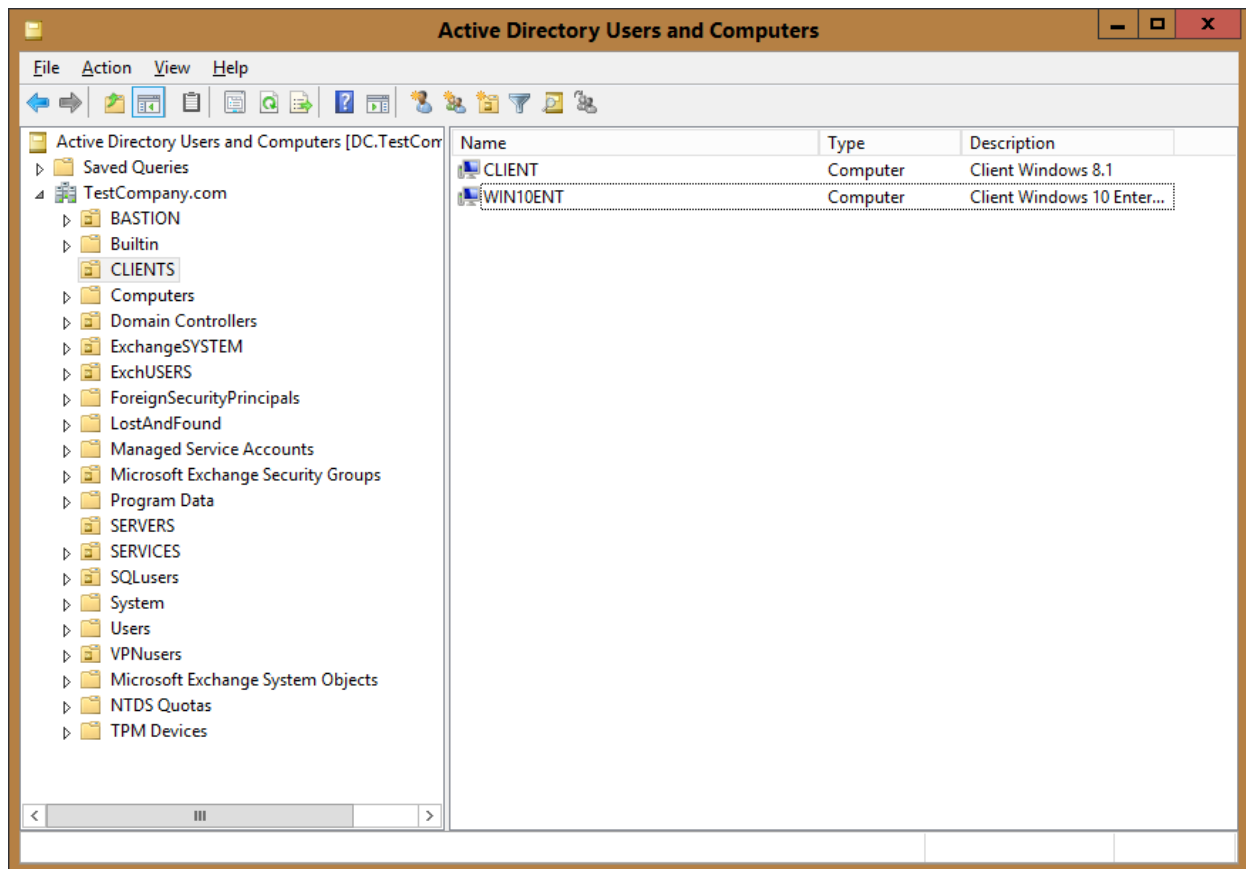 Active Directory Users and Computers
File Action View Help
Active Directory Users and Computers [DC.TestCom
Name Type Description
Saved Queries
CLIENT Computer Client Windows 8.1
TestCompany.com
WIN10ENT Computer Client Windows 10 Enter...
BASTION
Builtin
CLIENTS
Computers
Domain Controllers
ExchangeSYSTEM
ExchUSERS
ForeignSecurityPrincipals
LostAndFound
Managed Service Accounts
Microsoft Exchange Security Groups
Program Data
SERVERS
SERVICES
SQLusers
System
Users
VPNusers
Microsoft Exchange System Objects
NTDS Quotas
TPM Devices